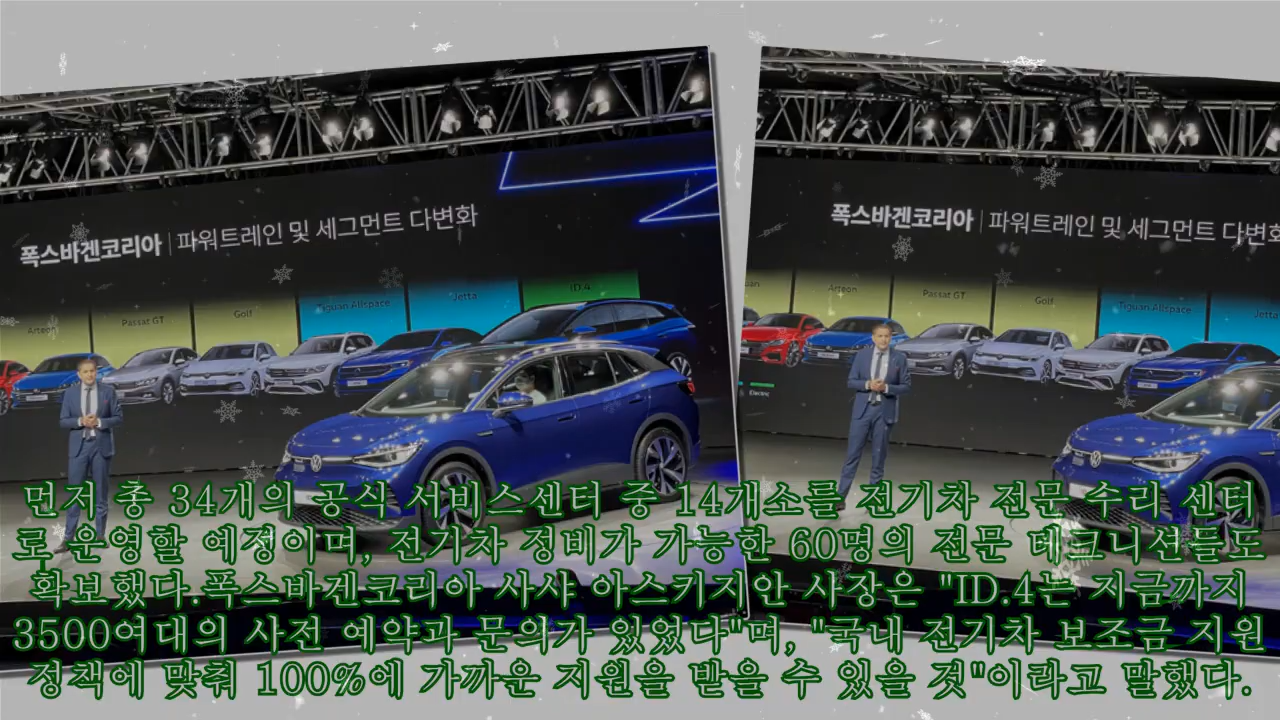 폭스바겐코리아 | 파워트레인 및 세그먼트 다변화
Arteon
Passat GT
Golf
Tiguan Allspace
Jetta
ID.4
폭스바겐코리아 | 파워트레인 및 세그먼트 다변화
Arteon
Passat GT
Golf
Tiguan Allspace
Jetta
Electric
먼저 총 34개의 공식 서비스센터 중 14개소를 전기차 전문 수리 센터
로 운영할 예정이며, 전기차 정비가 가능한 60명의 전문 테크니션들도
확보했다.폭스바겐코리아 사샤 아스키지안 사장은 "ID.4는 지금까지
3500여대의 사전 예약과 문의가 있었다"며, "국내 전기차 보조금 지원
정책에 맞춰 100%에 가까운 지원을 받을 수 있을 것"이라고 말했다.